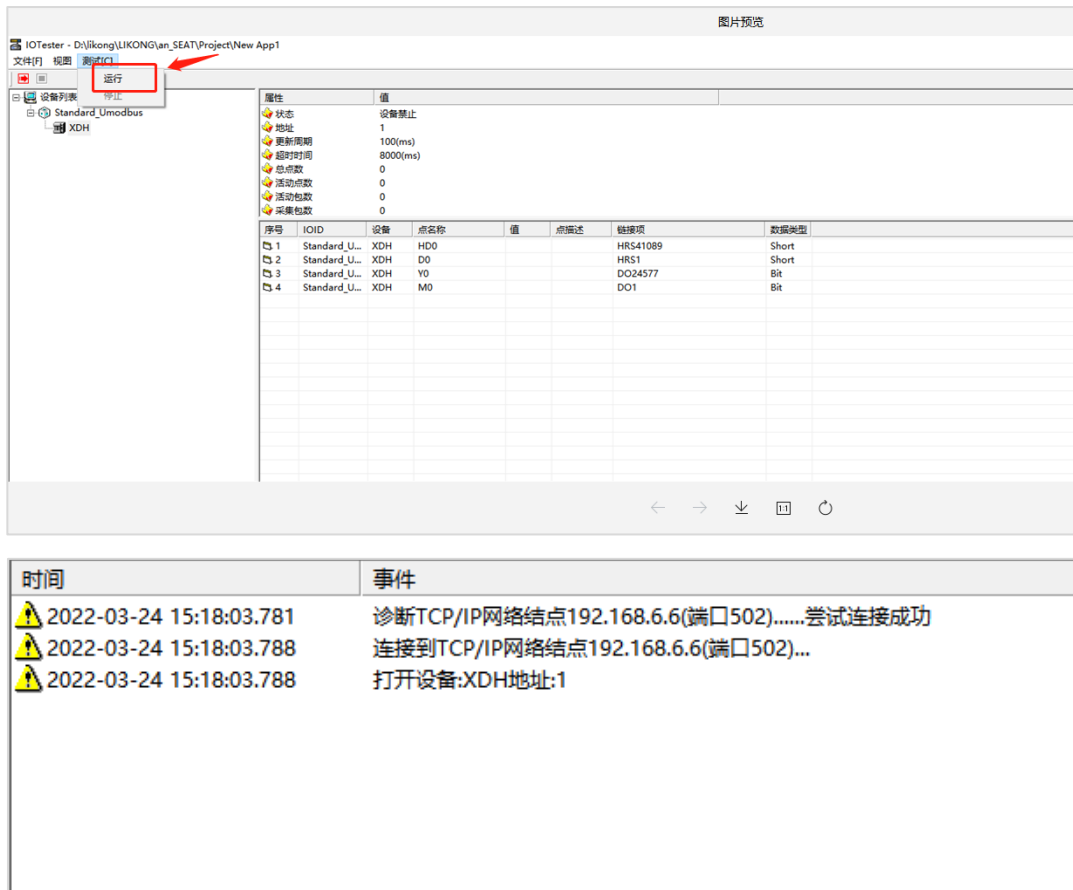 图片预览
IOTester - D:\likong\LIKONG\an_SEAT\Project\New App1
文件[F] 视图 测试[C]
运行
停止
设备列表
Standard_Umodbus
XDH
属性 值
状态 设备禁止
地址 1
更新周期 100(ms)
超时时间 8000(ms)
总点数 0
活动点数 0
活动包数 0
采集包数 0
序号 IOID 设备 点名称 值 点描述 链接项 数据类型
1 Standard_U... XDH HD0 HRS41089 Short
2 Standard_U... XDH D0 HRS1 Short
3 Standard_U... XDH Y0 DO24577 Bit
4 Standard_U... XDH M0 DO1 Bit
1:1
时间 事件
2022-03-24 15:18:03.781 诊断TCP/IP网络结点192.168.6.6(端口502)......尝试连接成功
2022-03-24 15:18:03.788 连接到TCP/IP网络结点192.168.6.6(端口502)...
2022-03-24 15:18:03.788 打开设备:XDH地址:1